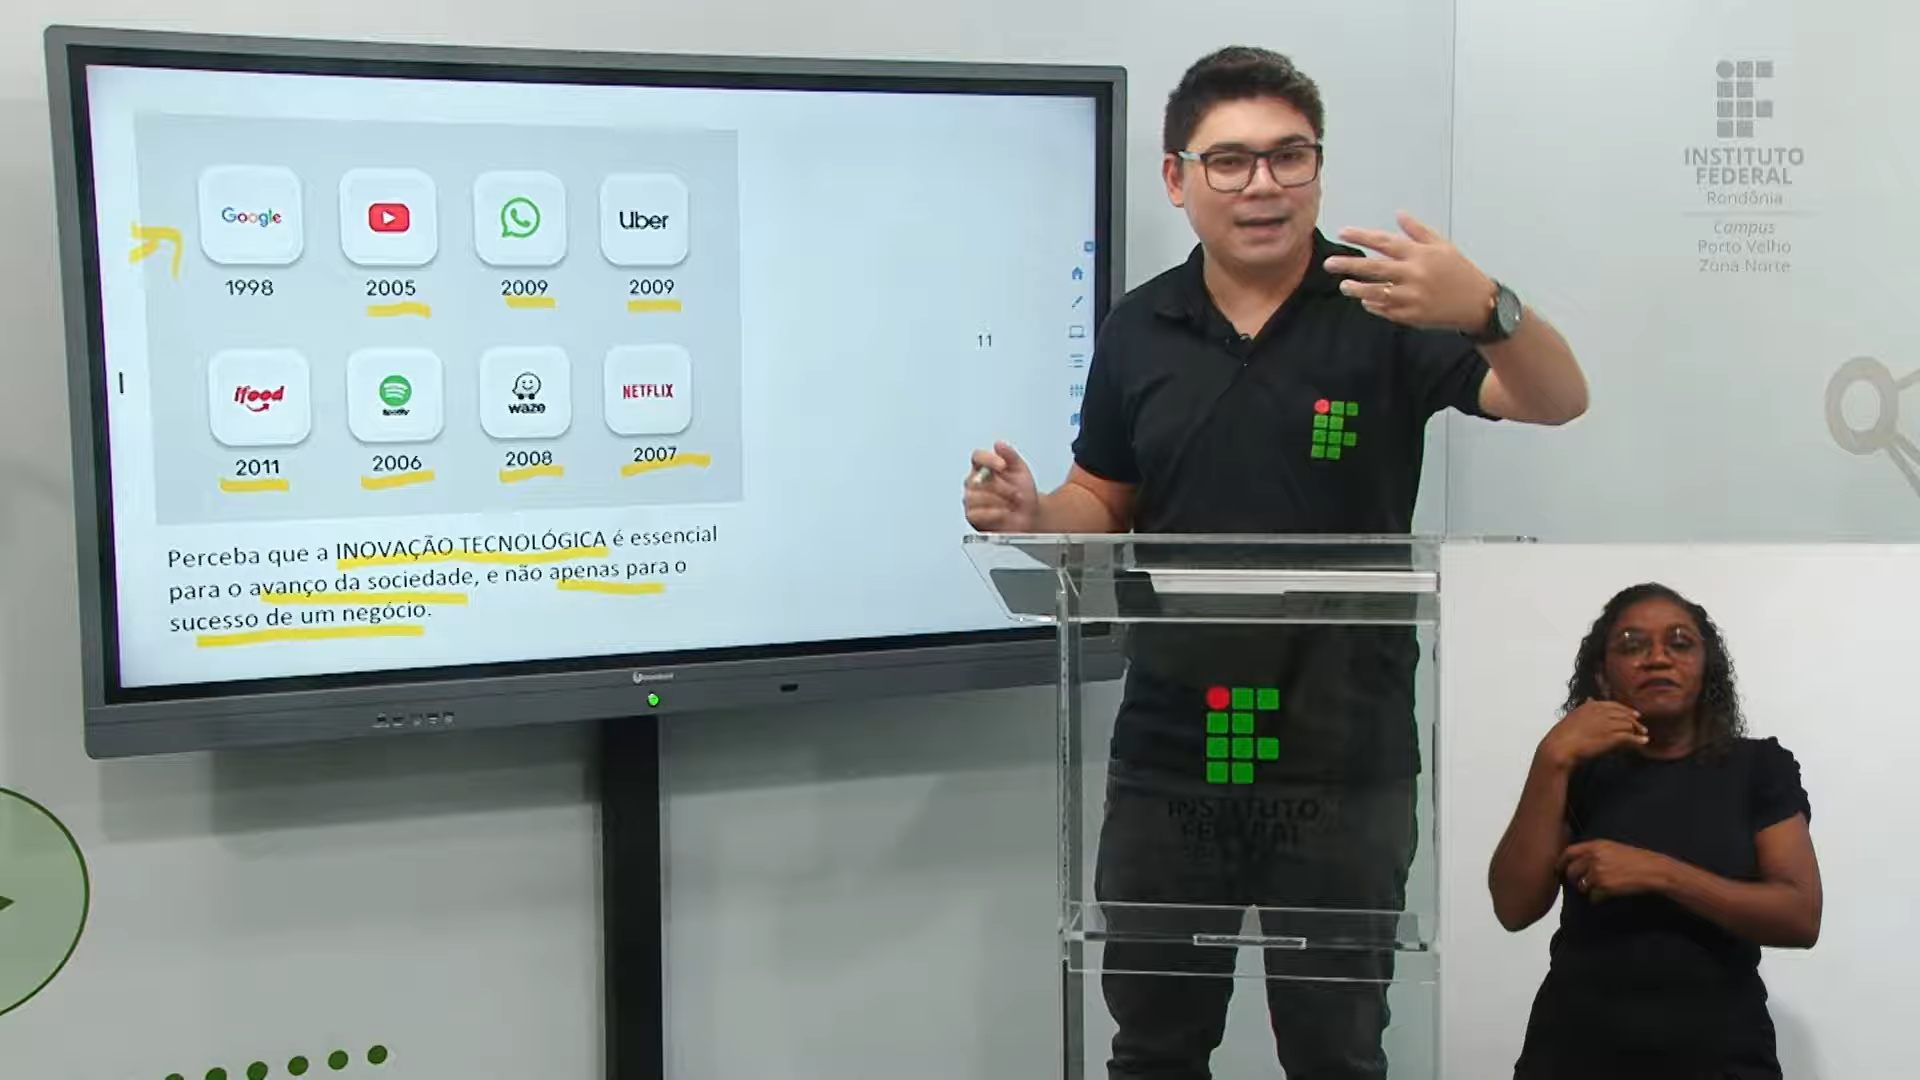 Google
Uber
1998
2005
2009
2009
ifood
Spotify
waze
NETFLIX
2011
2006
2008
2007
11
Perceba que a INOVAÇÃO TECNOLÓGICA é essencial
para o avanço da sociedade, e não apenas para o
sucesso de um negócio.
INSTITUTO
FEDERAL
Rondônia
Campus
Porto Velho
Zona Norte
INSTITUTO
FEDERAL